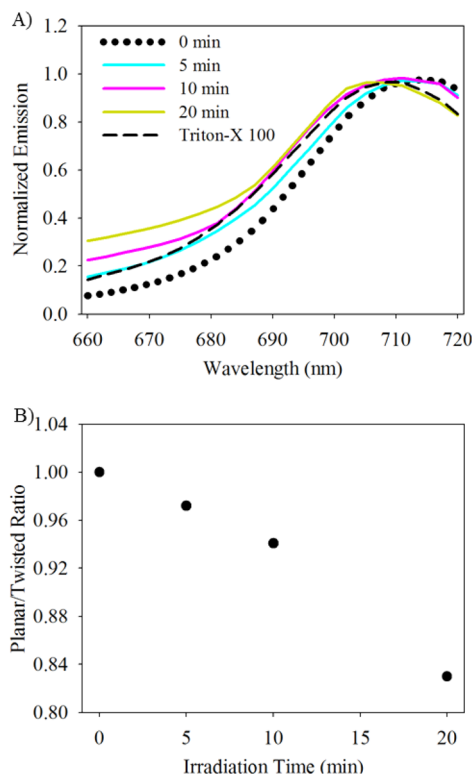 A)
1.2
1.0
0.8
0.6
0.4
0.2
0.0
Normalized Emission
0 min
5 min
10 min
20 min
Triton-X 100
660 670 680 690 700 710 720
Wavelength (nm)
B)
1.04
1.00
0.96
0.92
0.88
0.84
0.80
Planar/Twisted Ratio
0 5 10 15 20
Irradiation Time (min)